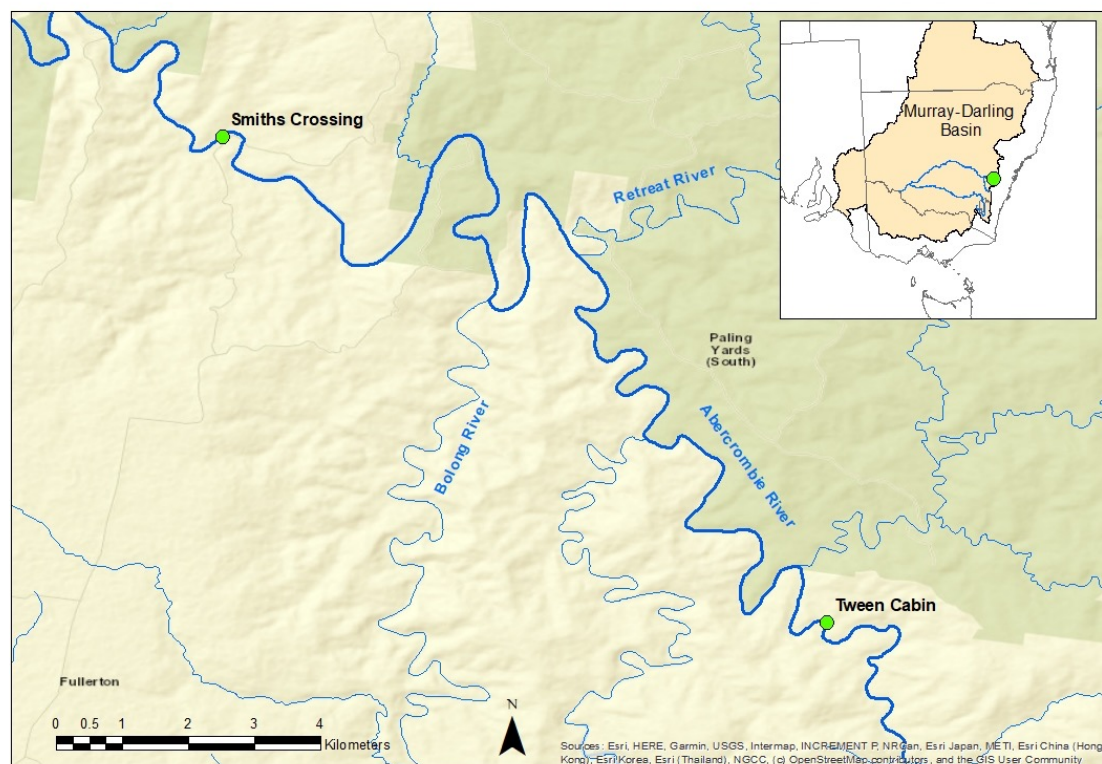 Smiths Crossing
Murray-Darling
Basin
Retreat River
Paling
Yards
(South)
Bolong River
Abercrombie River
Tween Cabin
Fullerton
0 0.5 1 2 3 4
Kilometers
N
Sources: Esri, HERE, Garmin, USGS, Intermap, INCREMENT P, NRCan, Esri Japan, METI, Esri China (Hong
Kong), Esri Korea, Esri (Thailand), NGCC, (c) OpenStreetMap contributors, and the GIS User Community